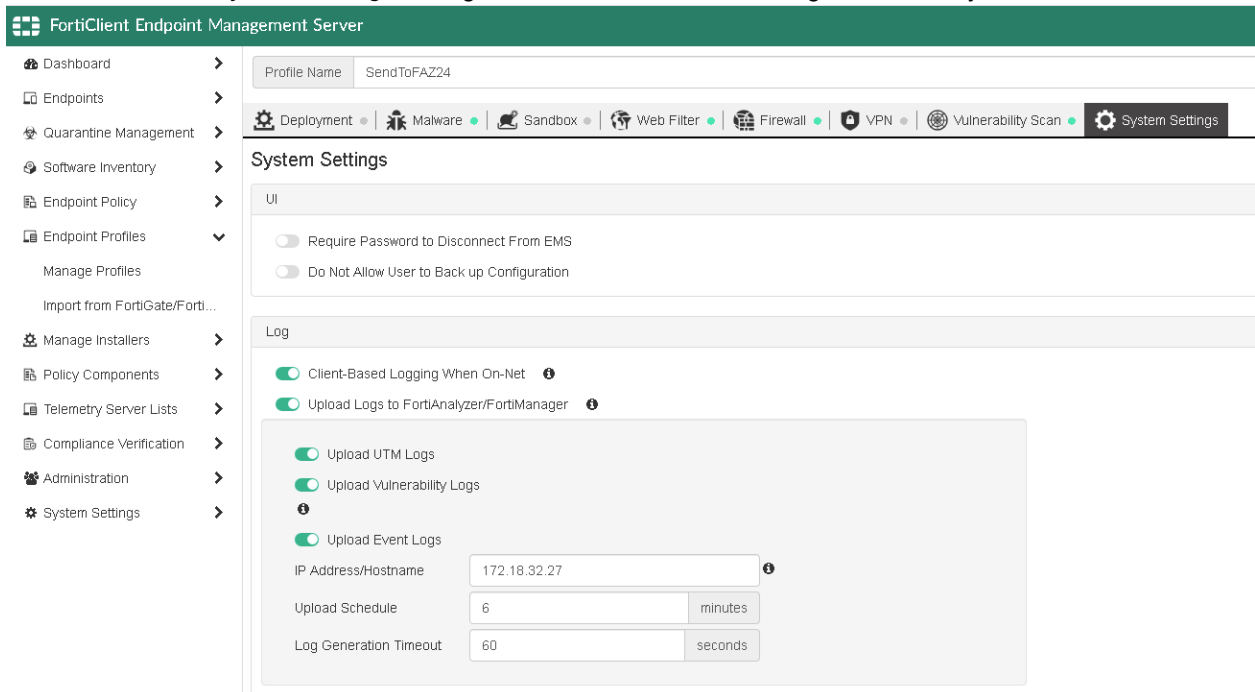 FortiClient Endpoint Management Server
Dashboard
Endpoints
Quarantine Management
Software Inventory
Endpoint Policy
Endpoint Profiles
Manage Profiles
Import from FortiGate/Forti...
Manage Installers
Policy Components
Telemetry Server Lists
Compliance Verification
Administration
System Settings
Profile Name SendToFAZ24
Deployment Malware Sandbox Web Filter Firewall VPN Vulnerability Scan System Settings
System Settings
UI
Require Password to Disconnect From EMS
Do Not Allow User to Back up Configuration
Log
Client-Based Logging When On-Net
Upload Logs to FortiAnalyzer/FortiManager
Upload UTM Logs
Upload Vulnerability Logs
Upload Event Logs
IP Address/Hostname 172.18.32.27
Upload Schedule 6 minutes
Log Generation Timeout 60 seconds